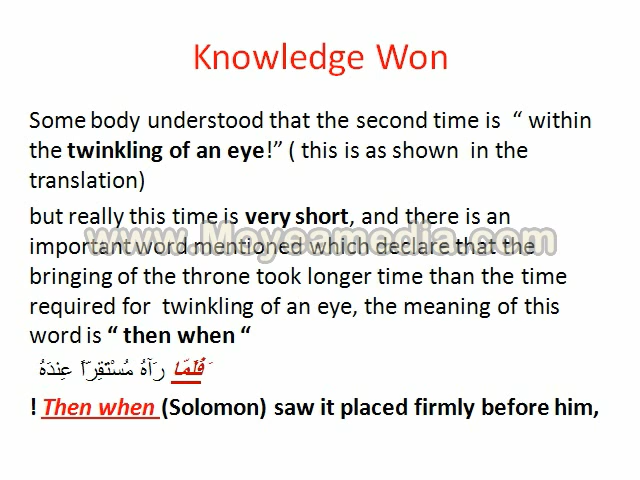 Knowledge Won
Some body understood that the second time is “ within
the twinkling of an eye!” ( this is as shown in the
translation)
but really this time is very short, and there is an
important word mentioned which declare that the
www.Moyeamedia.com
bringing of the throne took longer time than the time
required for twinkling of an eye, the meaning of this
word is “ then when “
فَلَمَّا رَآهُ مُسْتَقِرّاً عِندَهُ
! Then when (Solomon) saw it placed firmly before him,